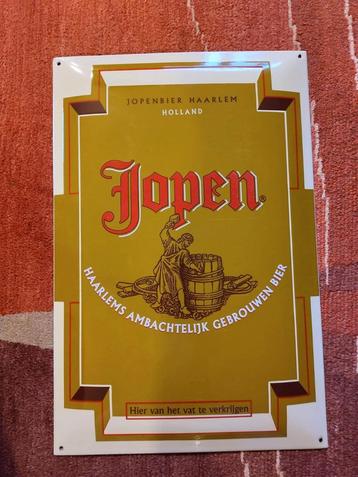 JOPENBIER HAARLEM
HOLLAND
Jopen®
HAARLEMS AMBACHTELIJK GEBROUWEN BIER
Hier van het vat te verkrijgen